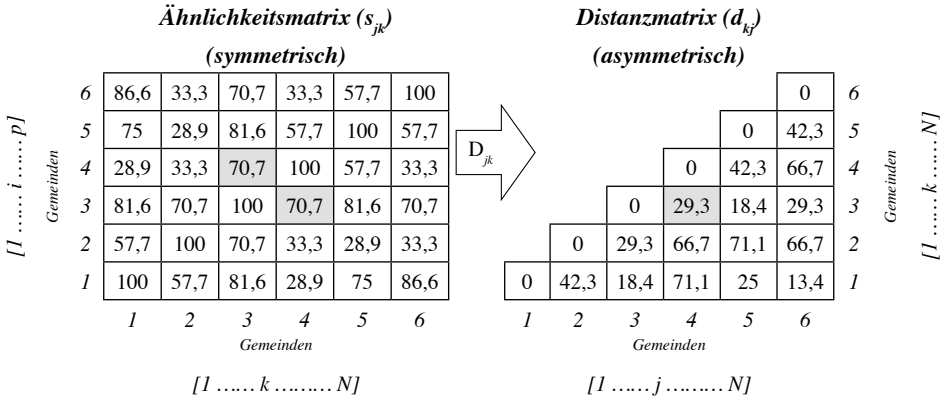 Ähnlichkeitsmatrix (s_jk)
(symmetrisch)
Distanzmatrix (d_kj)
(asymmetrisch)
6 86,6 33,3 70,7 33,3 57,7 100
5 75 28,9 81,6 57,7 100 57,7
4 28,9 33,3 70,7 100 57,7 33,3
3 81,6 70,7 100 70,7 81,6 70,7
2 57,7 100 70,7 33,3 28,9 33,3
1 100 57,7 81,6 28,9 75 86,6
1 2 3 4 5 6
Gemeinden
[1 …… k ……… N]
[1 …… i …… p]
Gemeinden
D_jk
0 6
0 42,3 5
0 42,3 66,7 4
0 29,3 18,4 29,3 3
0 29,3 66,7 71,1 66,7 2
0 42,3 18,4 71,1 25 13,4 1
1 2 3 4 5 6
Gemeinden
[1 …… j ……… N]
Gemeinden
[1 …… k …… N]